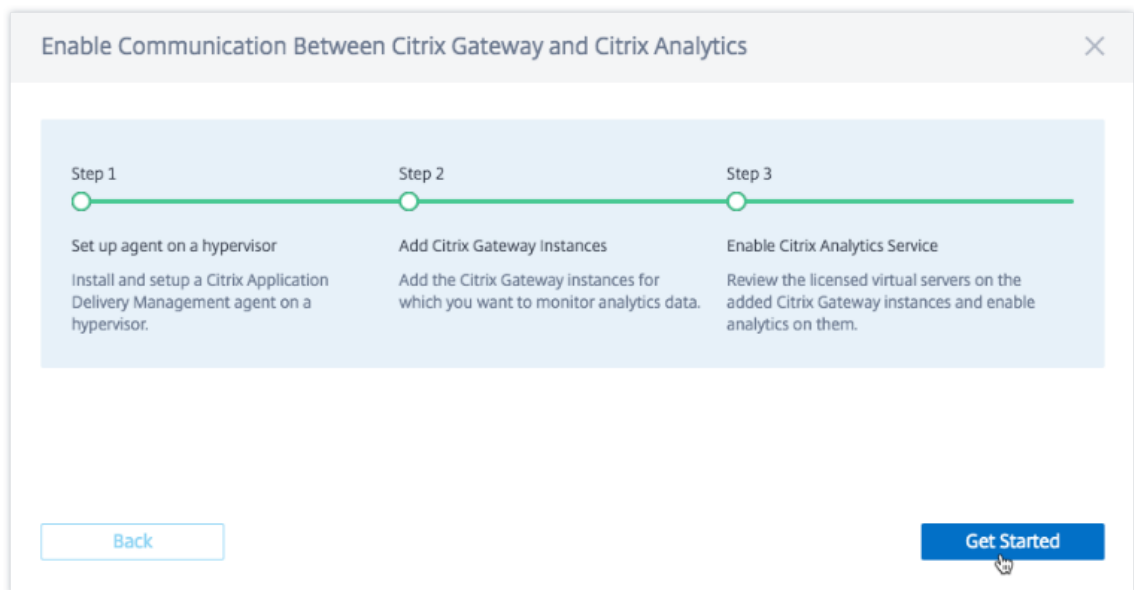 Enable Communication Between Citrix Gateway and Citrix Analytics
Step 1
Set up agent on a hypervisor
Install and setup a Citrix Application
Delivery Management agent on a
hypervisor.
Step 2
Add Citrix Gateway Instances
Add the Citrix Gateway instances for
which you want to monitor analytics data.
Step 3
Enable Citrix Analytics Service
Review the licensed virtual servers on the
added Citrix Gateway instances and enable
analytics on them.
Back
Get Started